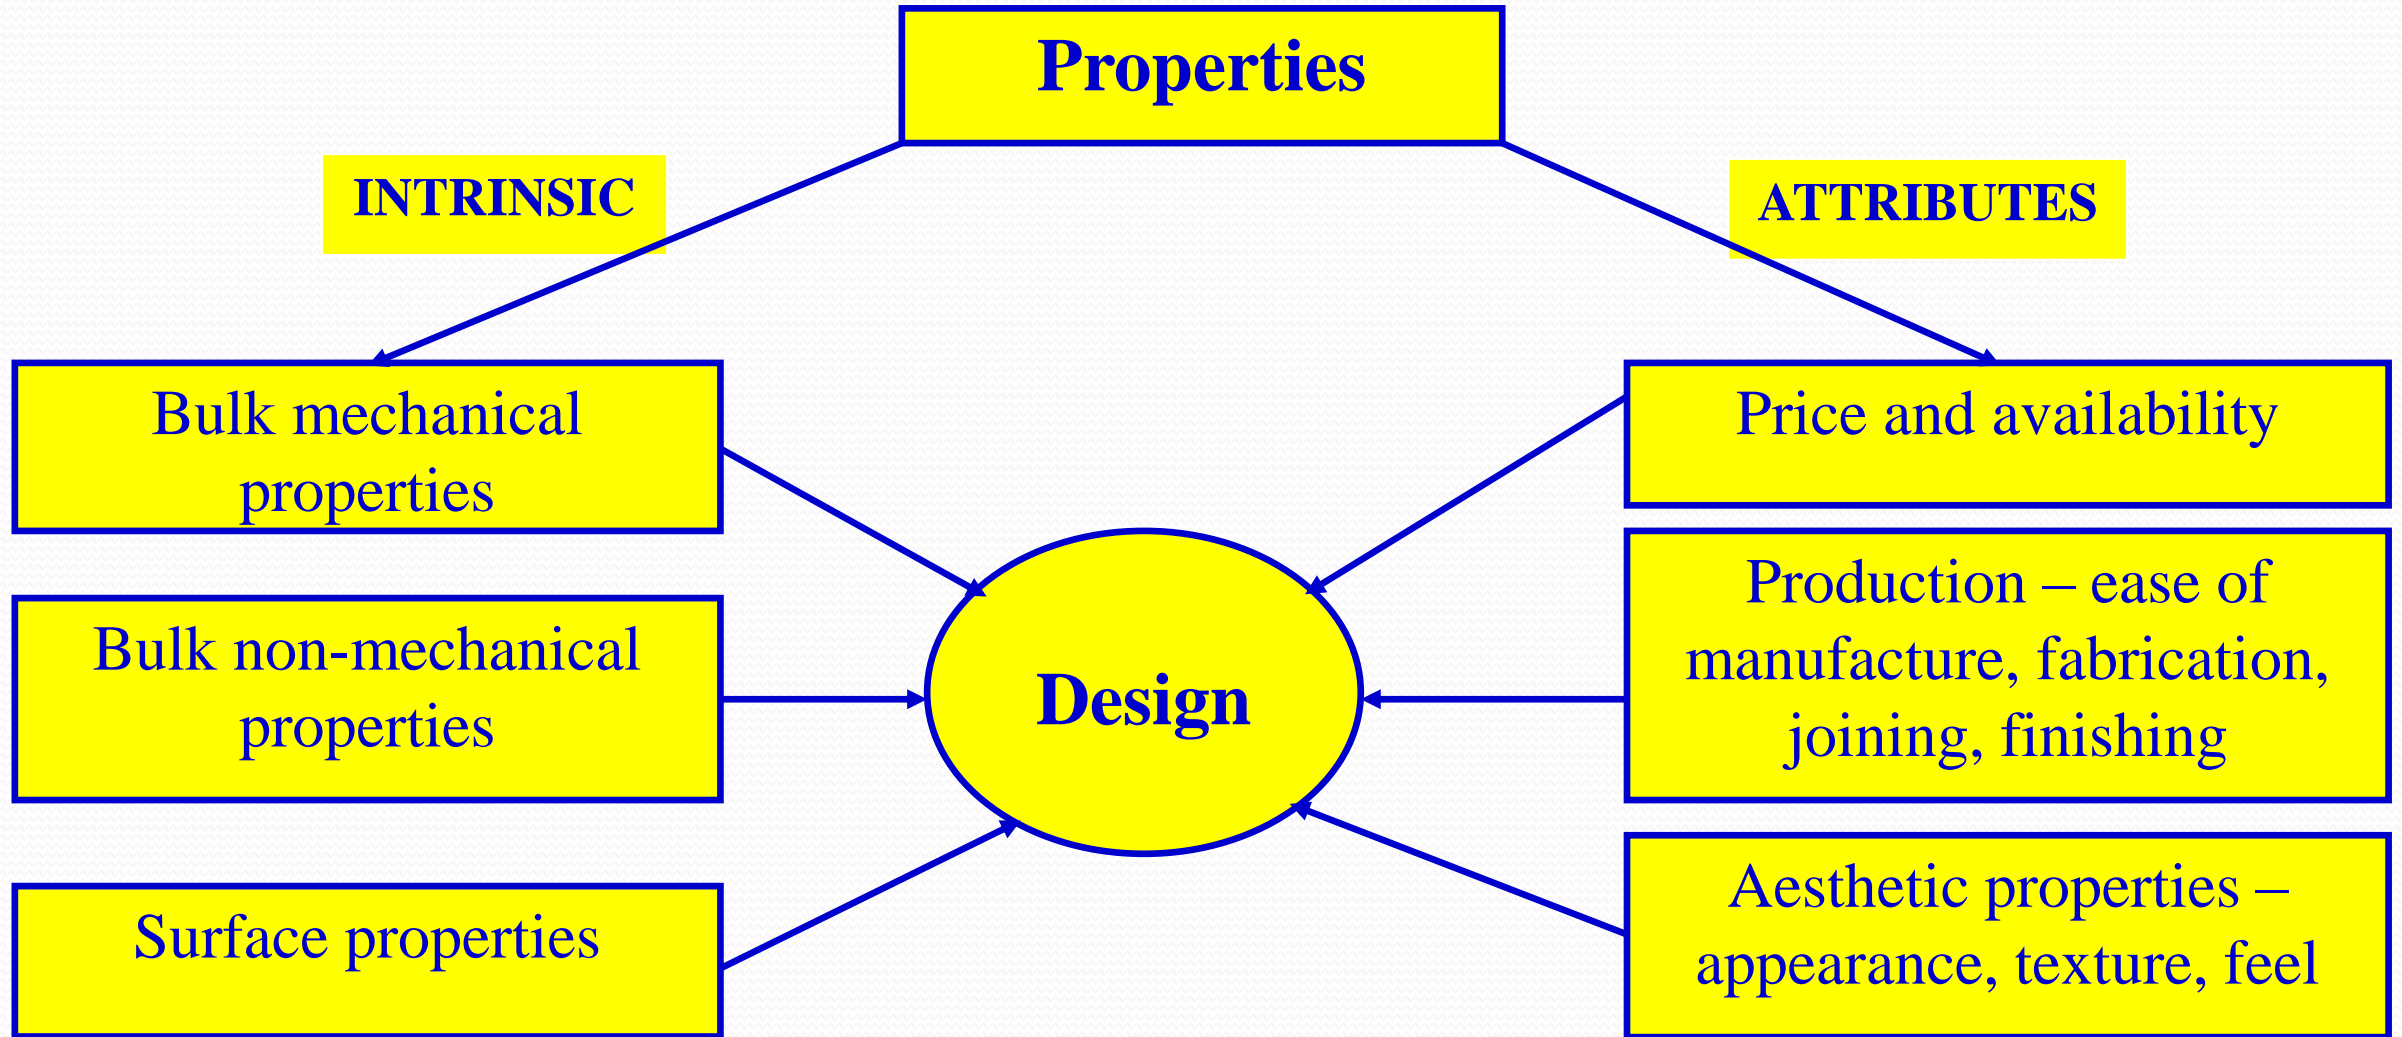 Properties
INTRINSIC
ATTRIBUTES
Bulk mechanical
properties
Bulk non-mechanical
properties
Surface properties
Design
Price and availability
Production – ease of
manufacture, fabrication,
joining, finishing
Aesthetic properties –
appearance, texture, feel